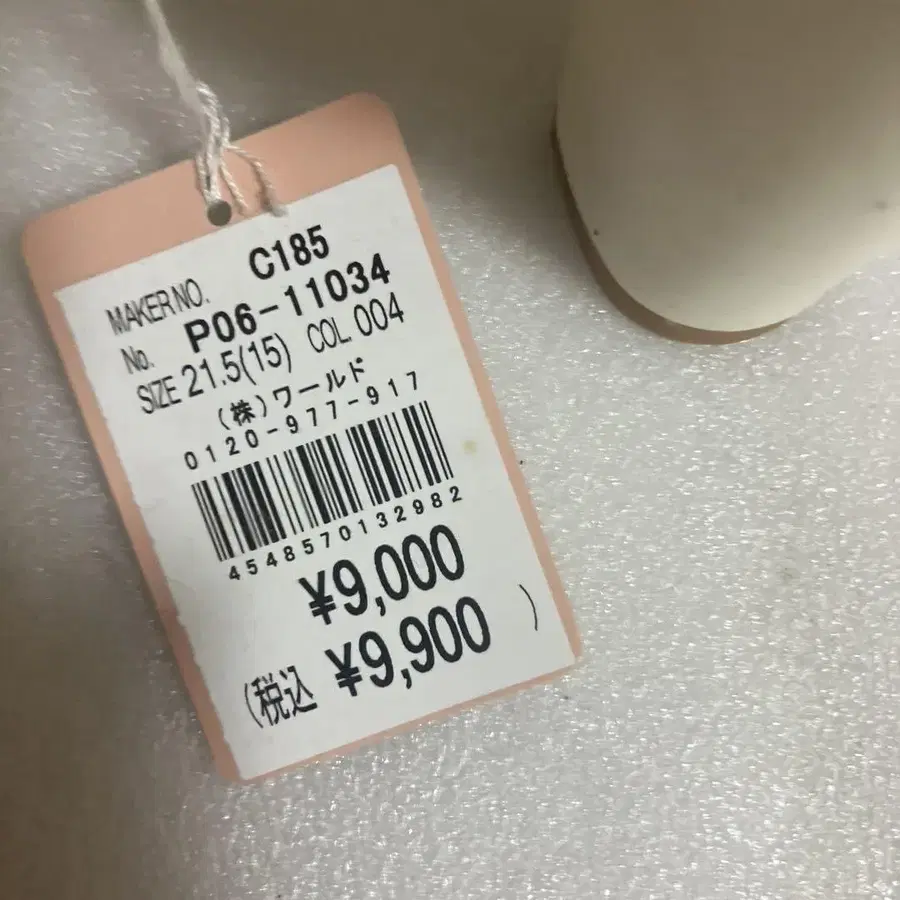 MAKER NO. C185
No. P06-11034
SIZE 21.5(15) COL. 004
(株)ワールド
0120-977-917
4548570132982
¥9,000
(税込 ¥9,900 )